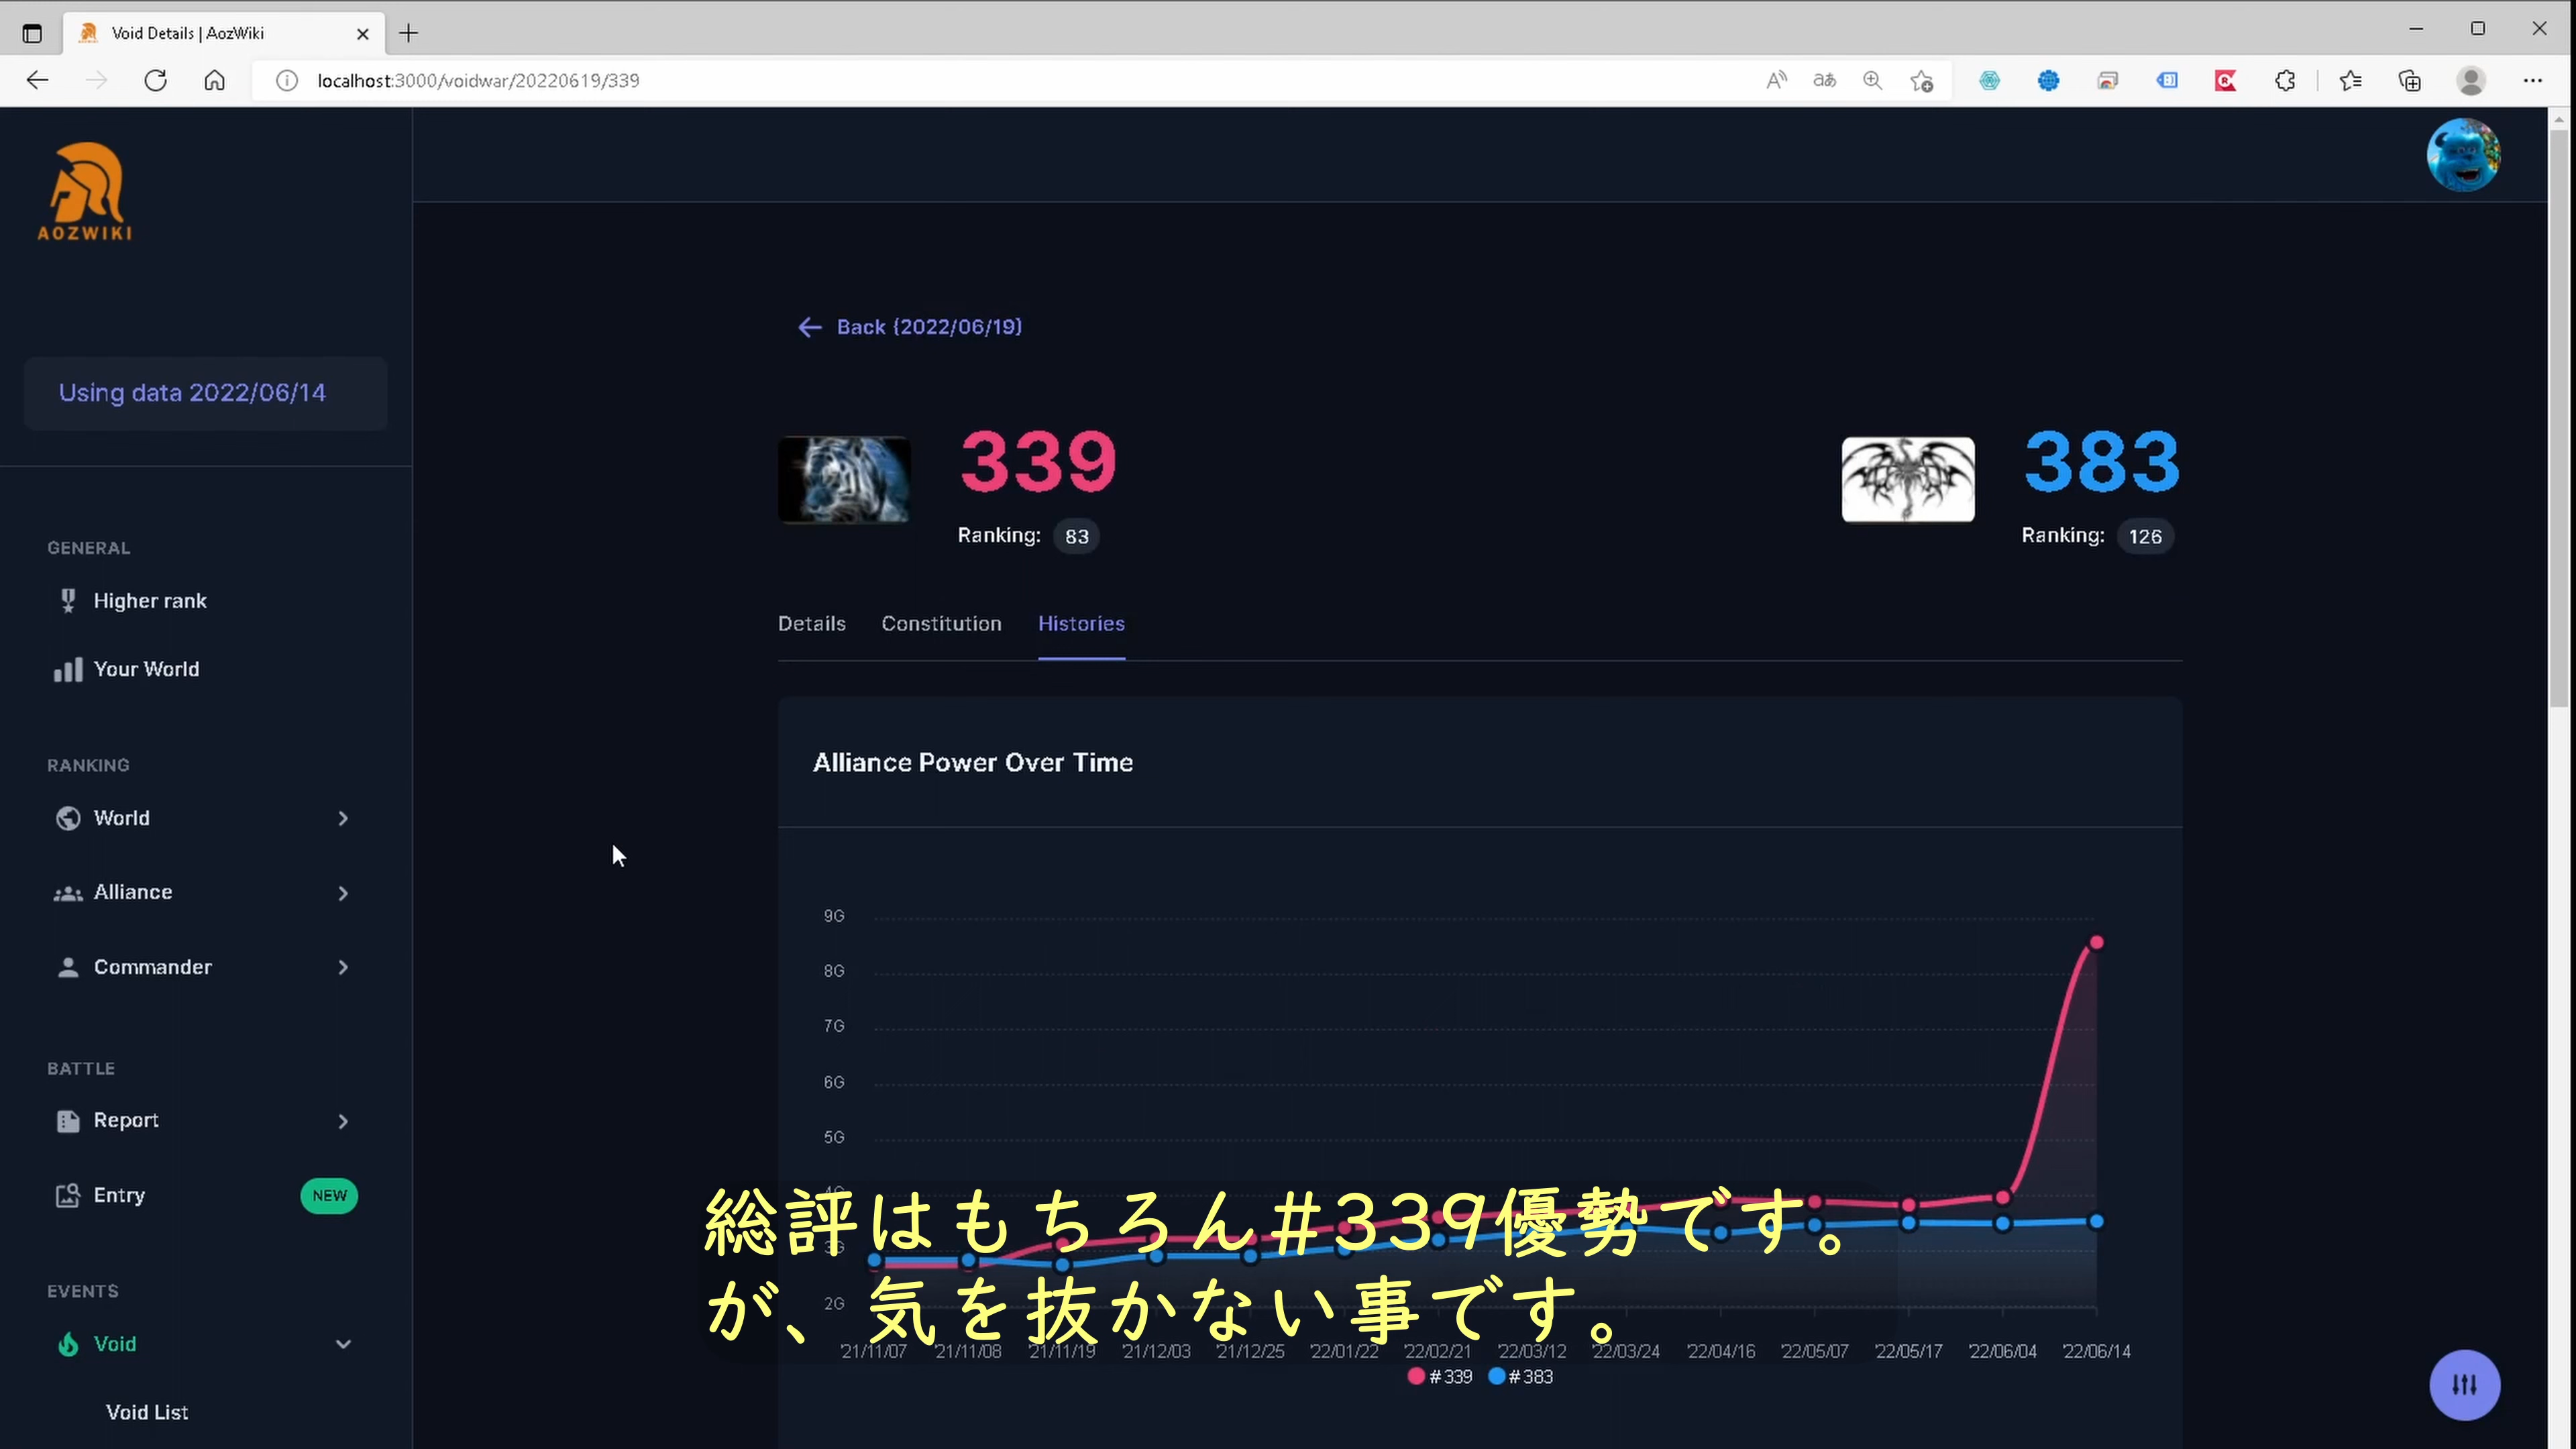 Void Details | AozWiki
localhost:3000/voidwar/20220619/339
AOZWIKI
Using data 2022/06/14
GENERAL
Higher rank
Your World
RANKING
World
Alliance
Commander
BATTLE
Report
Entry
NEW
EVENTS
Void
Void List
Back (2022/06/19)
339
Ranking: 83
383
Ranking: 126
Details Constitution Histories
Alliance Power Over Time
9G
8G
7G
6G
5G
4G
3G
2G
総評はもちろん#339優勢です。
が、気を抜かない事です。
'21/11/07 '21/11/08 '21/11/19 '21/12/03 '21/12/25 '22/01/22 '22/02/21 '22/03/12 '22/03/24 '22/04/16 '22/05/07 '22/05/17 '22/06/04 '22/06/14
#339 #383